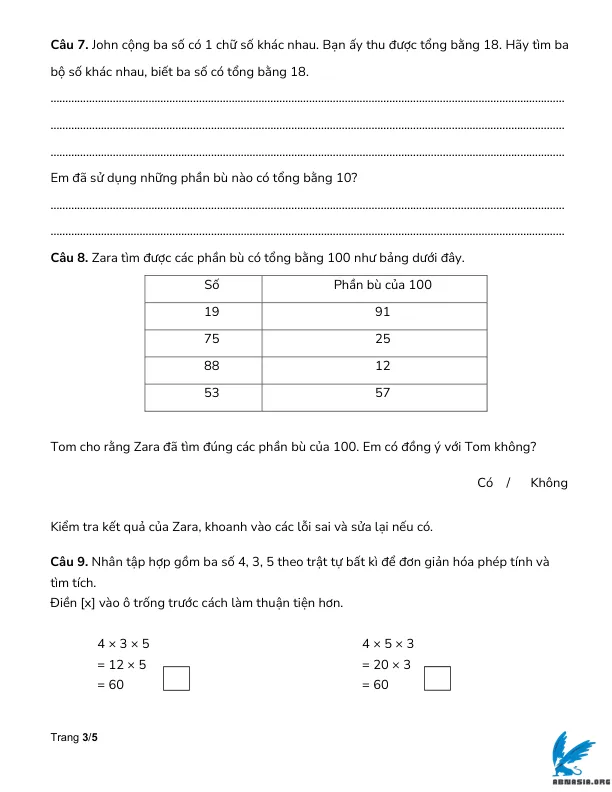 Câu 7. John cộng ba số có 1 chữ số khác nhau. Bạn ấy thu được tổng bằng 18. Hãy tìm ba
bộ số khác nhau, biết ba số có tổng bằng 18.
Em đã sử dụng những phần bù nào có tổng bằng 10?
Câu 8. Zara tìm được các phần bù có tổng bằng 100 như bảng dưới đây.
Số Phần bù của 100
19 91
75 25
88 12
53 57
Tom cho rằng Zara đã tìm đúng các phần bù của 100. Em có đồng ý với Tom không?
Có / Không
Kiểm tra kết quả của Zara, khoanh vào các lỗi sai và sửa lại nếu có.
Câu 9. Nhân tập hợp gồm ba số 4, 3, 5 theo trật tự bất kì để đơn giản hóa phép tính và
tìm tích.
Điền [x] vào ô trống trước cách làm thuận tiện hơn.
4 × 3 × 5 4 × 5 × 3
= 12 × 5 = 20 × 3
= 60 = 60
Trang 3/5
ABNASIA.ORG